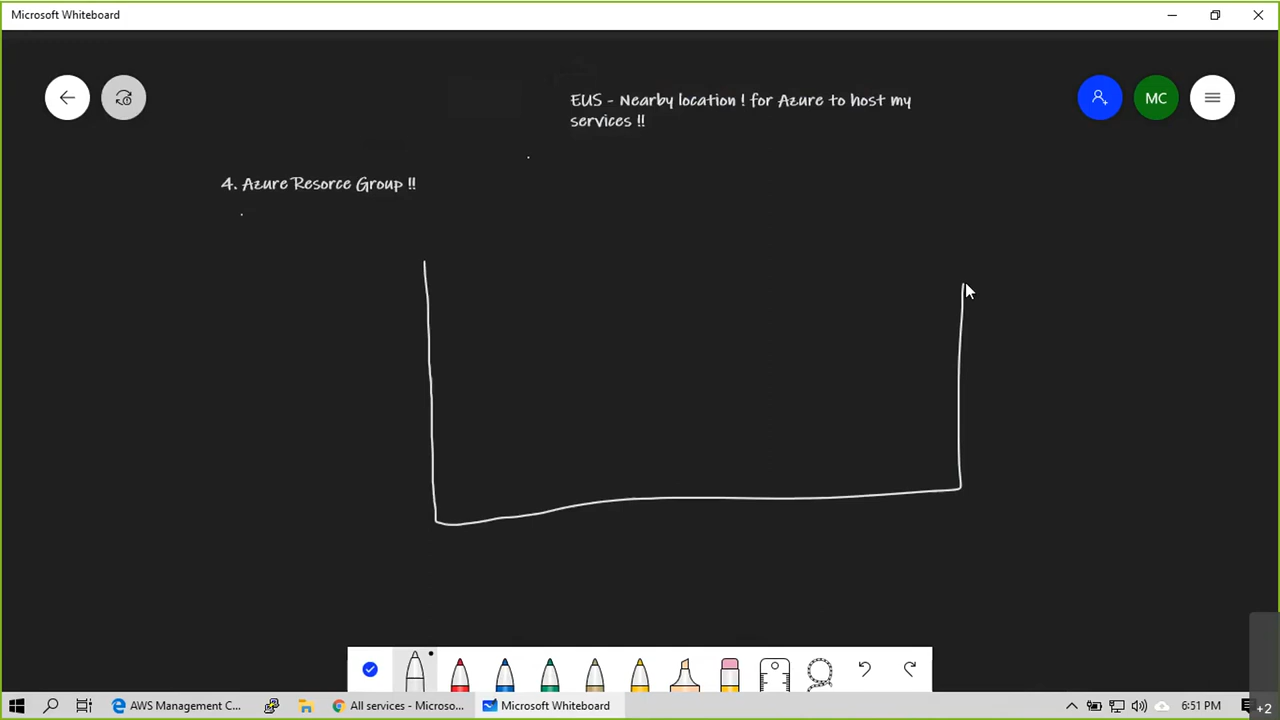 Microsoft Whiteboard
EUS - Nearby location ! for Azure to host my
services !!
MC
4. Azure Resorce Group !!
AWS Management C...
All services - Microso...
Microsoft Whiteboard
6:51 PM
+2